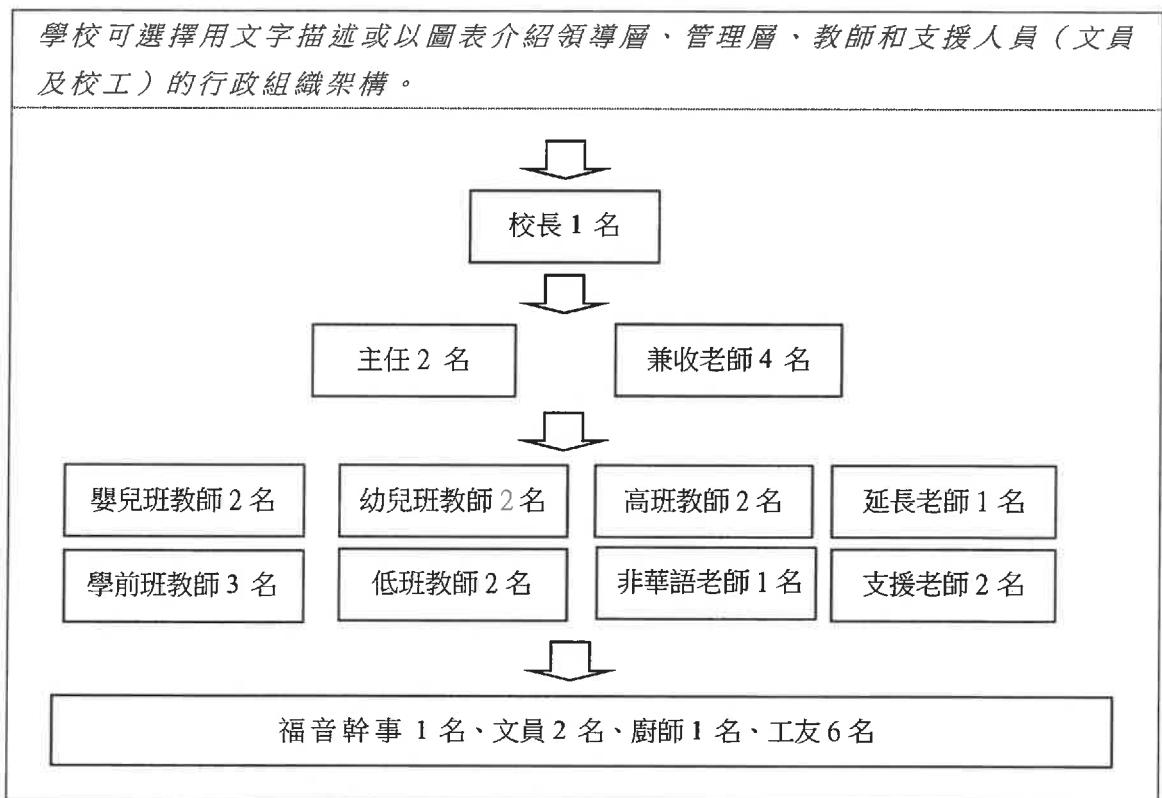 學校可選擇用文字描述或以圖表介紹領導層、管理層、教師和支援人員（文員
及校工）的行政組織架構。
校長 1 名
主任 2 名
兼收老師 4 名
嬰兒班教師 2 名
幼兒班教師 2 名
高班教師 2 名
延長老師 1 名
學前班教師 3 名
低班教師 2 名
非華語老師 1 名
支援老師 2 名
福音幹事 1 名、文員 2 名、廚師 1 名、工友 6 名